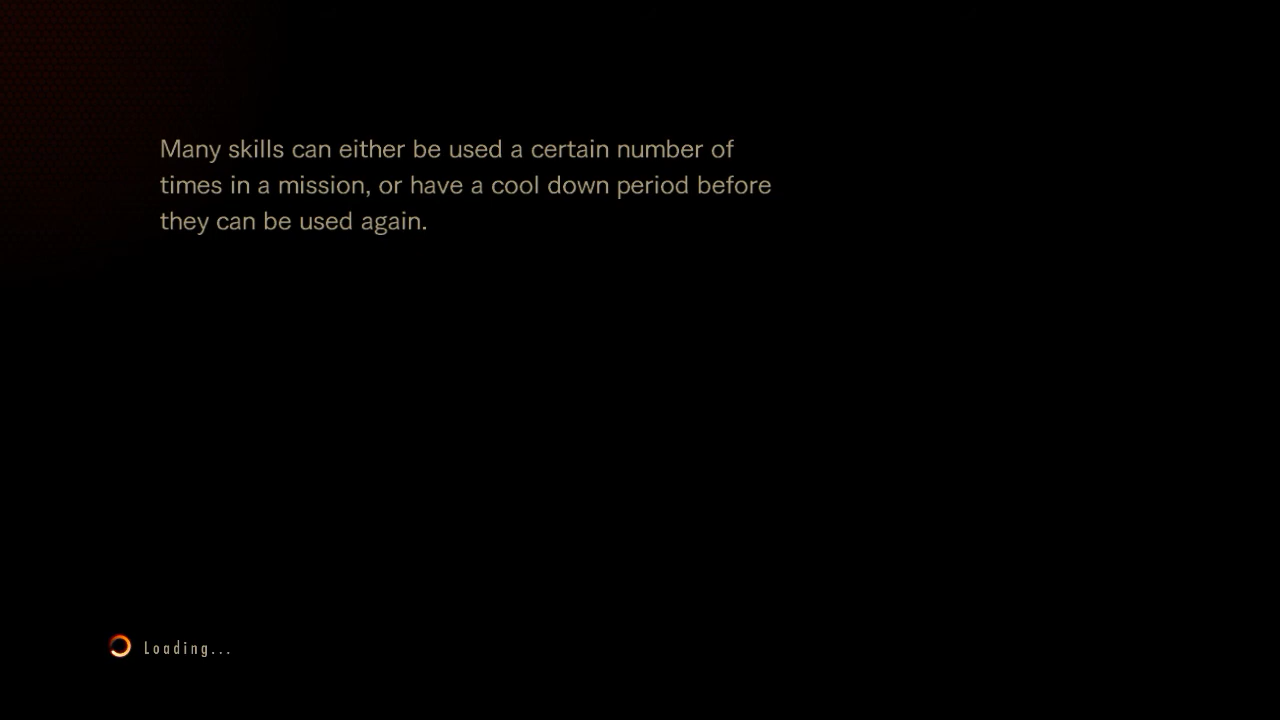 Many skills can either be used a certain number of
times in a mission, or have a cool down period before
they can be used again.
Loading...